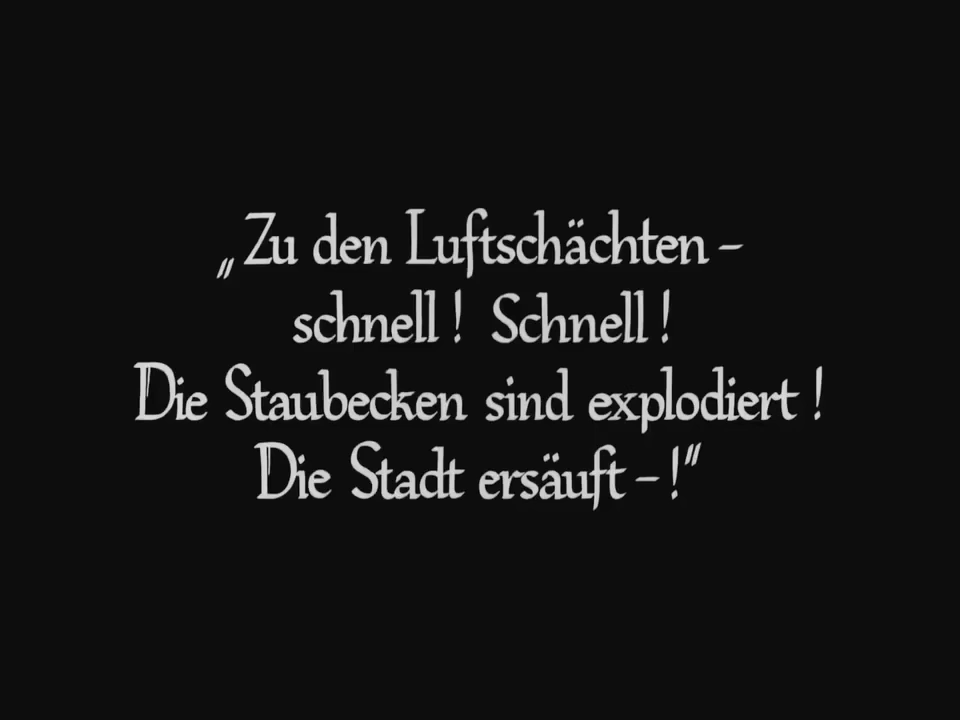 „Zu den Luftschächten –
schnell! Schnell!
Die Staubecken sind explodiert!
Die Stadt ersäuft – !“